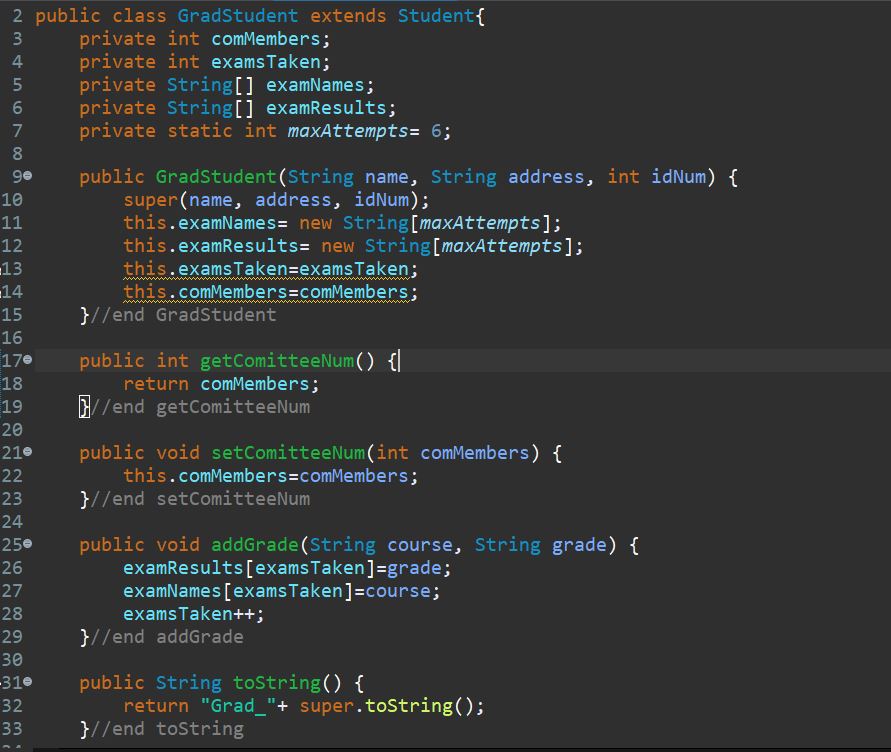 2 public class GradStudent extends Student{
3 private int comMembers;
4 private int examsTaken;
5 private String[] examNames;
6 private String[] examResults;
7 private static int maxAttempts= 6;
8
9 public GradStudent(String name, String address, int idNum) {
10 super(name, address, idNum);
11 this.examNames= new String[maxAttempts];
12 this.examResults= new String[maxAttempts];
13 this.examsTaken=examsTaken;
14 this.comMembers=comMembers;
15 }//end GradStudent
16
17 public int getComitteeNum() {
18 return comMembers;
19 }//end getComitteeNum
20
21 public void setComitteeNum(int comMembers) {
22 this.comMembers=comMembers;
23 }//end setComitteeNum
24
25 public void addGrade(String course, String grade) {
26 examResults[examsTaken]=grade;
27 examNames[examsTaken]=course;
28 examsTaken++;
29 }//end addGrade
30
31 public String toString() {
32 return "Grad_"+ super.toString();
33 }//end toString